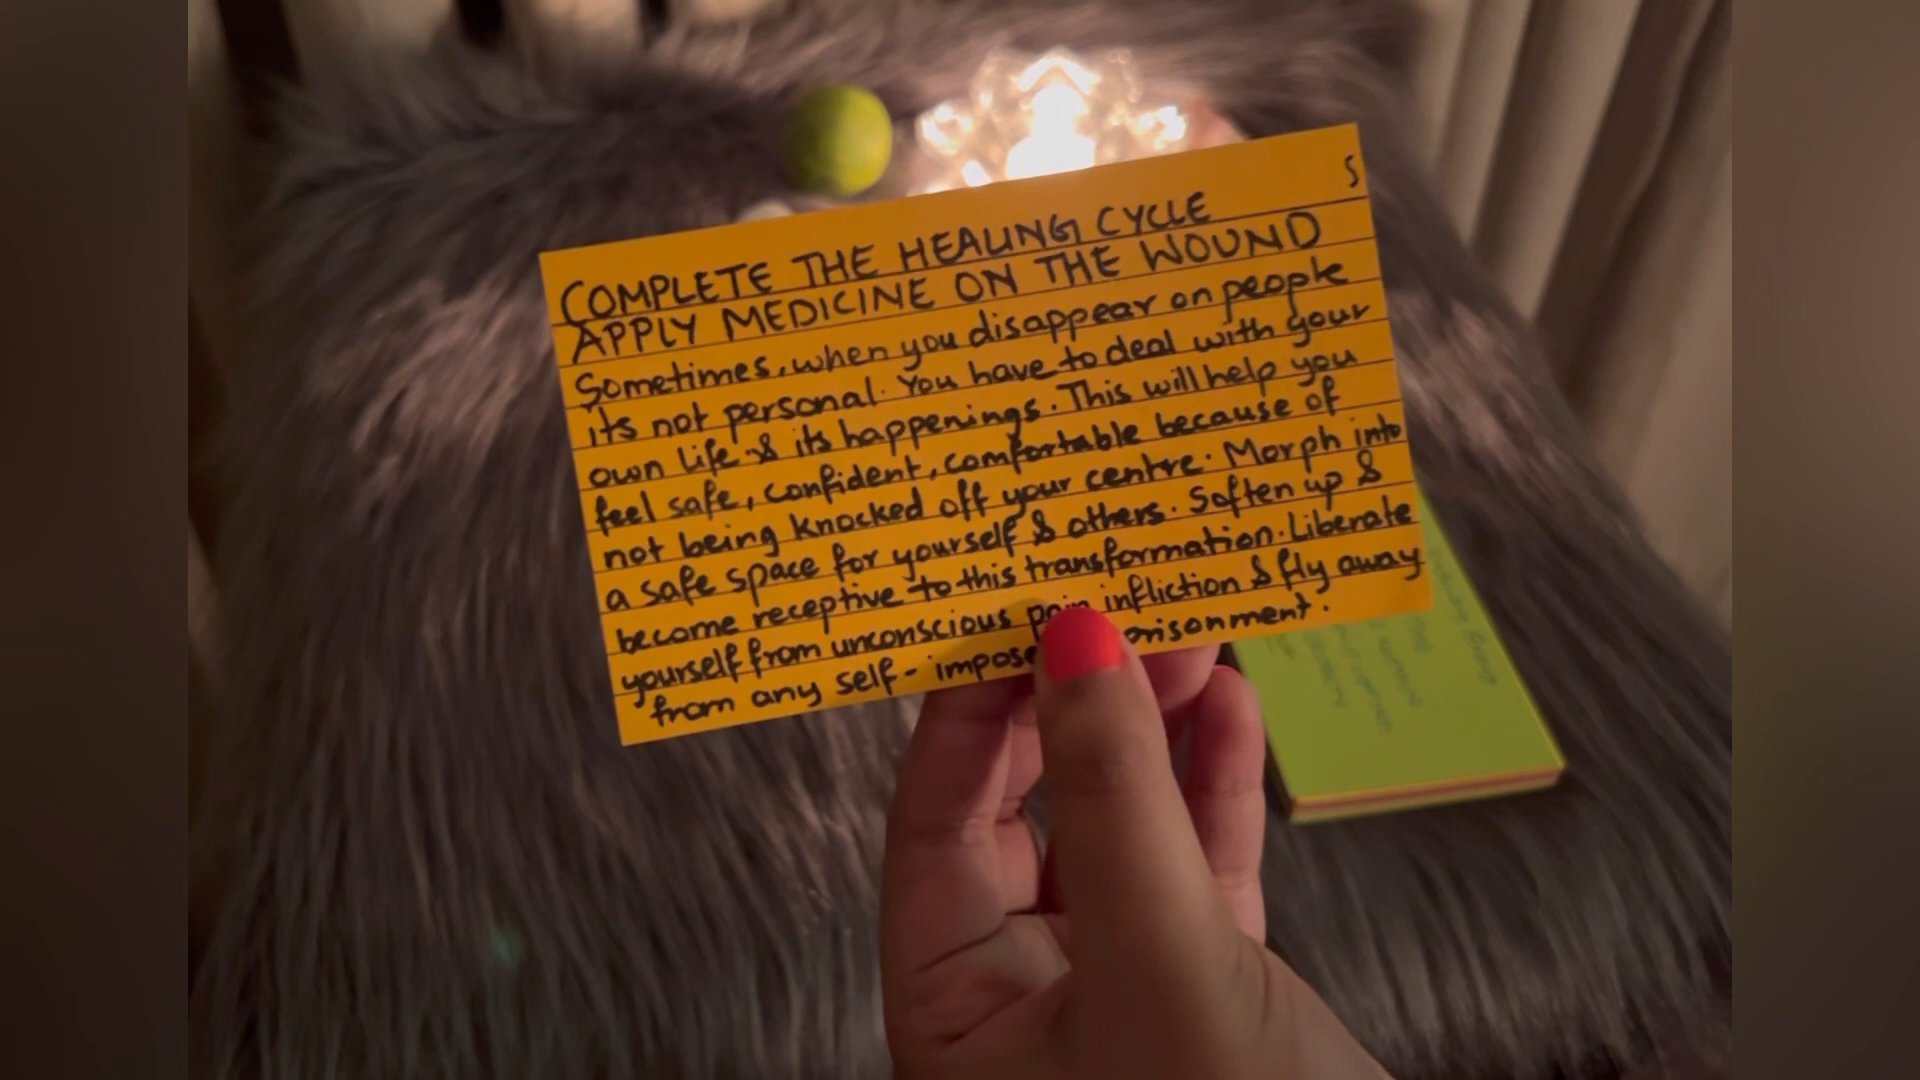 S
COMPLETE THE HEALING CYCLE
APPLY MEDICINE ON THE WOUND
Sometimes, when you disappear on people
its not personal. You have to deal with your
own life & its happenings. This will help you
feel safe, confident, comfortable because of
not being knocked off your centre. Morph into
a safe space for yourself & others. Soften up &
become receptive to this transformation. Liberate
yourself from unconscious pain infliction & fly away
from any self-impose